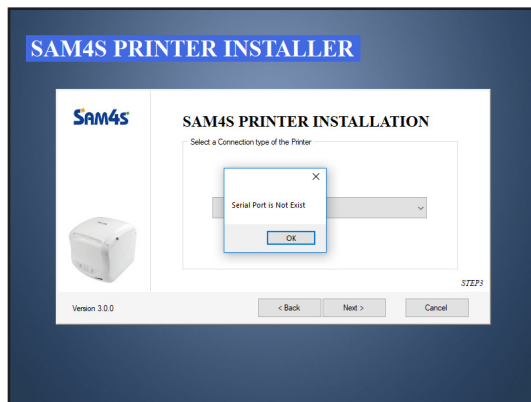 SAM4S PRINTER INSTALLER
SAM4S
SAM4S PRINTER INSTALLATION
Select a Connection type of the Printer
Serial Port is Not Exist
OK
STEP3
Version 3.0.0
< Back
Next >
Cancel